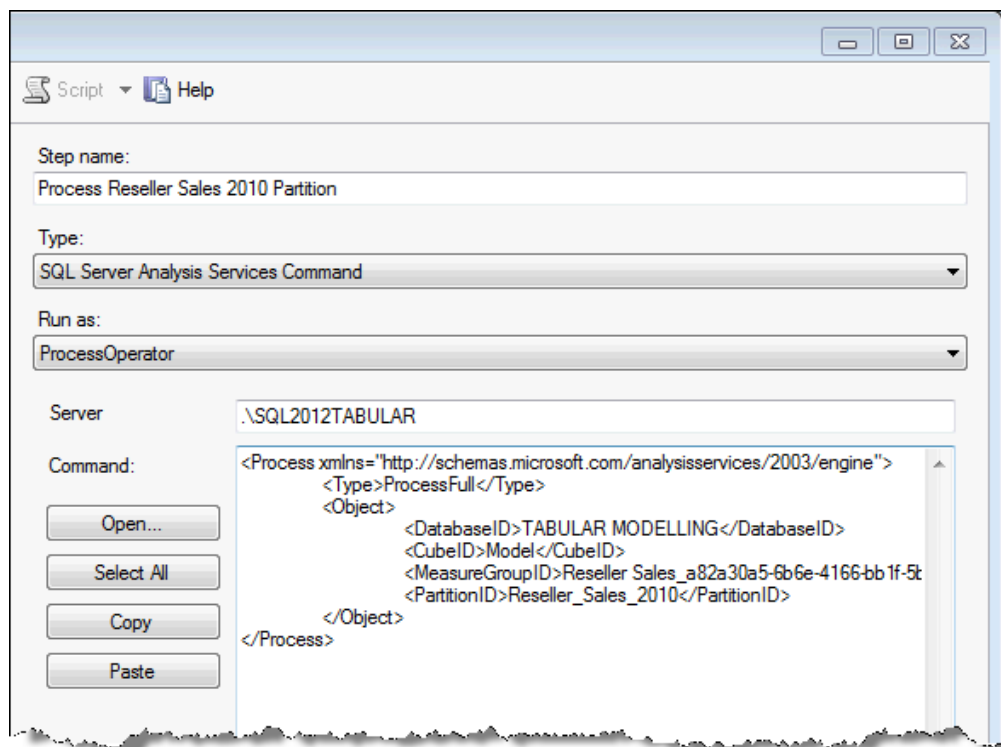 Script Help
Step name:
Process Reseller Sales 2010 Partition
Type:
SQL Server Analysis Services Command
Run as:
ProcessOperator
Server
.\SQL2012TABULAR
Command:
<Process xmlns="http://schemas.microsoft.com/analysisservices/2003/engine">
<Type>ProcessFull</Type>
<Object>
<DatabaseID>TABULAR MODELLING</DatabaseID>
<CubeID>Model</CubeID>
<MeasureGroupID>Reseller Sales_a82a30a5-6b6e-4166-bb1f-5b
<PartitionID>Reseller_Sales_2010</PartitionID>
</Object>
</Process>
Open...
Select All
Copy
Paste